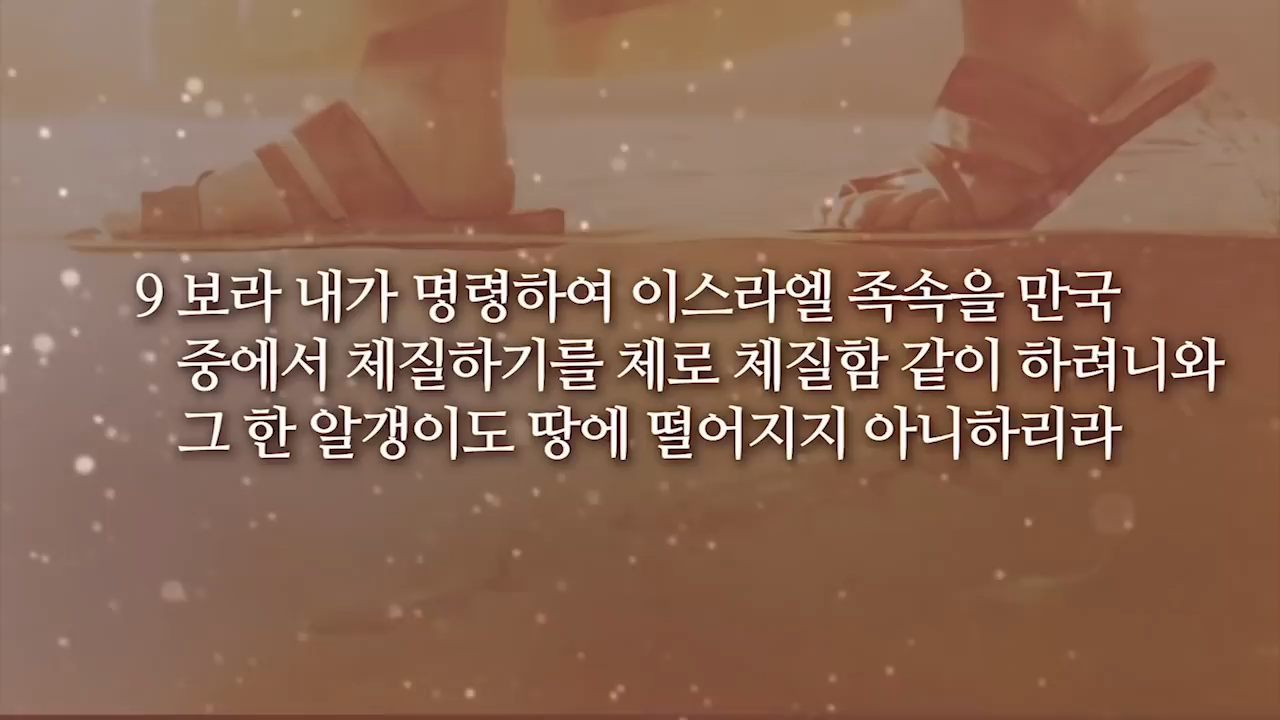 9 보라 내가 명령하여 이스라엘 족속을 만국
중에서 체질하기를 체로 체질함 같이 하려니와
그 한 알갱이도 땅에 떨어지지 아니하리라